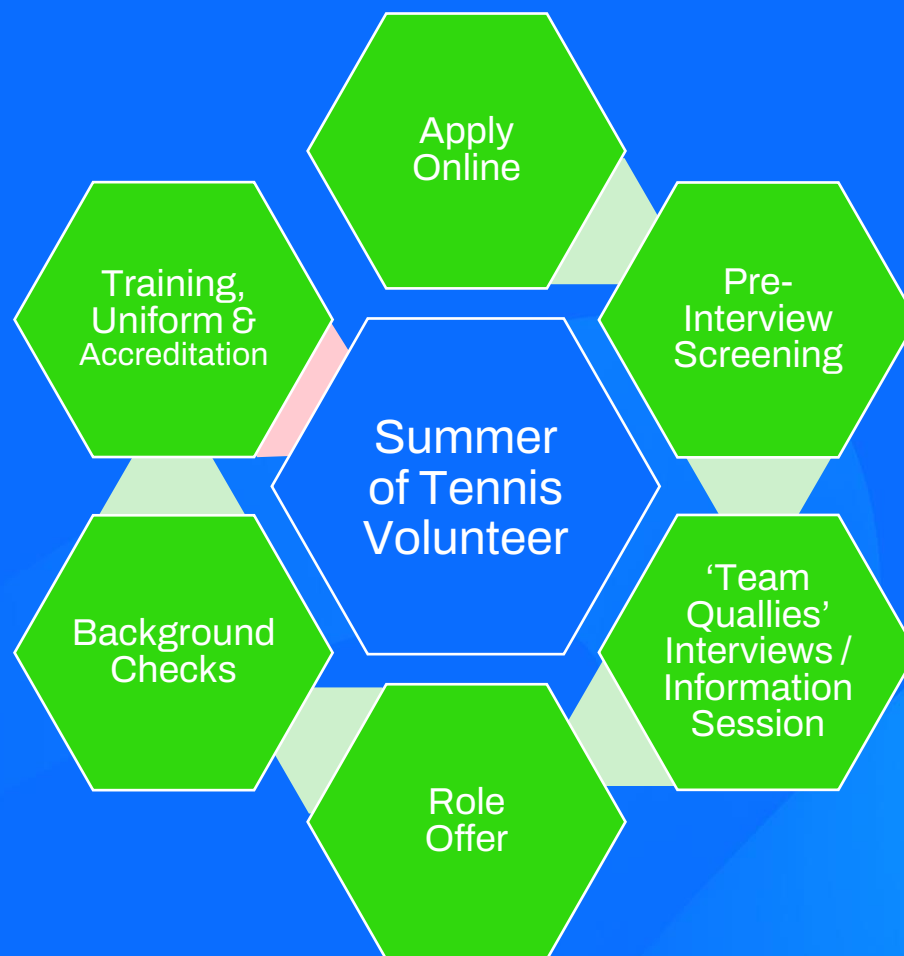 Apply
Online
Pre-
Interview
Screening
‘Team
Quallies’
Interviews /
Information
Session
Role
Offer
Background
Checks
Training,
Uniform &
Accreditation
Summer
of Tennis
Volunteer